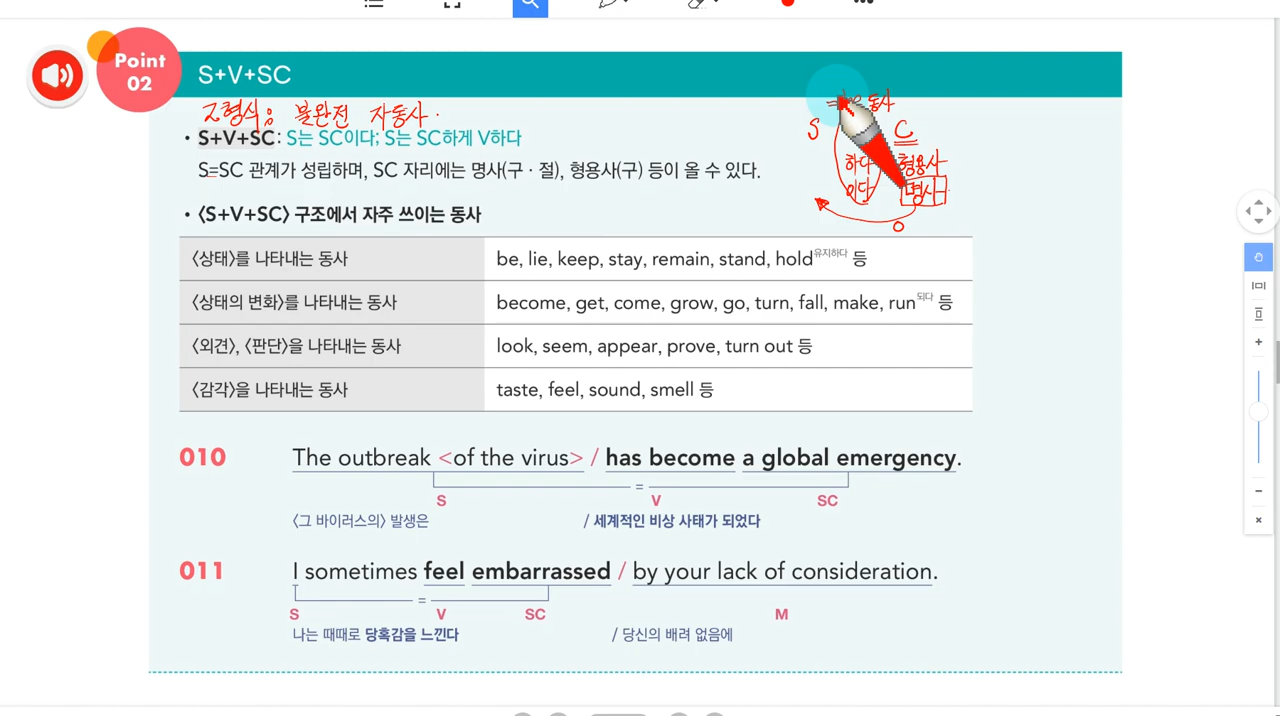 Point
02
S+V+SC
2형식: 불완전 자동사.
• S+V+SC: S는 SC이다; S는 SC하게 V하다
S=SC 관계가 성립하며, SC 자리에는 명사(구·절), 형용사(구) 등이 올 수 있다.
동사
S
C
하다 형용사
이다 명사
• 〈S+V+SC〉 구조에서 자주 쓰이는 동사
〈상태〉를 나타내는 동사 be, lie, keep, stay, remain, stand, hold유지하다 등
〈상태의 변화〉를 나타내는 동사 become, get, come, grow, go, turn, fall, make, run되다 등
〈외견〉, 〈판단〉을 나타내는 동사 look, seem, appear, prove, turn out 등
〈감각〉을 나타내는 동사 taste, feel, sound, smell 등
010 The outbreak <of the virus> / has become a global emergency.
=
S V SC
〈그 바이러스의〉 발생은 / 세계적인 비상 사태가 되었다
011 I sometimes feel embarrassed / by your lack of consideration.
=
S V SC M
나는 때때로 당혹감을 느낀다 / 당신의 배려 없음에